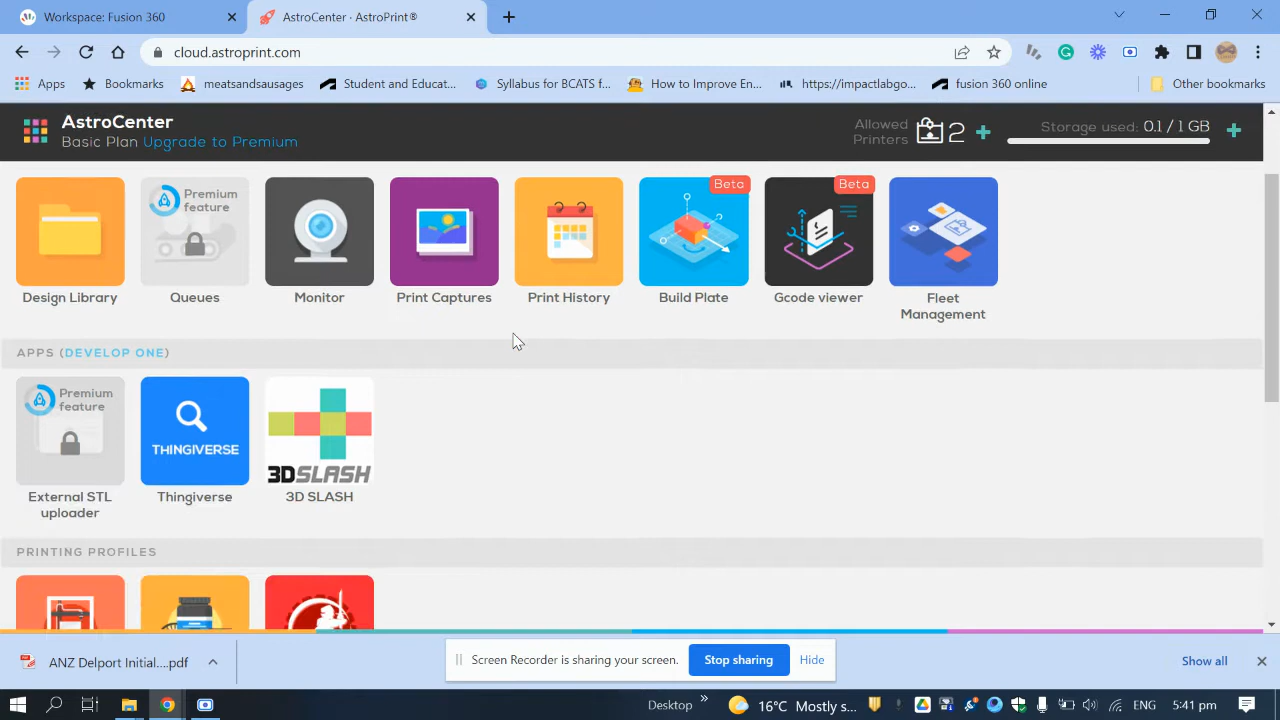 Workspace: Fusion 360
AstroCenter · AstroPrint®
cloud.astroprint.com
Apps
Bookmarks
meatsandsausages
Student and Educat...
Syllabus for BCATS f...
How to Improve En...
https://impactlabgo...
fusion 360 online
Other bookmarks
AstroCenter
Basic Plan Upgrade to Premium
Allowed
Printers
2
Storage used: 0.1 / 1 GB
Premium
feature
Beta
Beta
Design Library
Queues
Monitor
Print Captures
Print History
Build Plate
Gcode viewer
Fleet
Management
APPS (DEVELOP ONE)
Premium
feature
THINGIVERSE
3DSLASH
External STL
uploader
Thingiverse
3D SLASH
PRINTING PROFILES
ANZ Delport Initial....pdf
Screen Recorder is sharing your screen.
Stop sharing
Hide
Show all
Desktop
16°C Mostly s...
ENG
5:41 pm